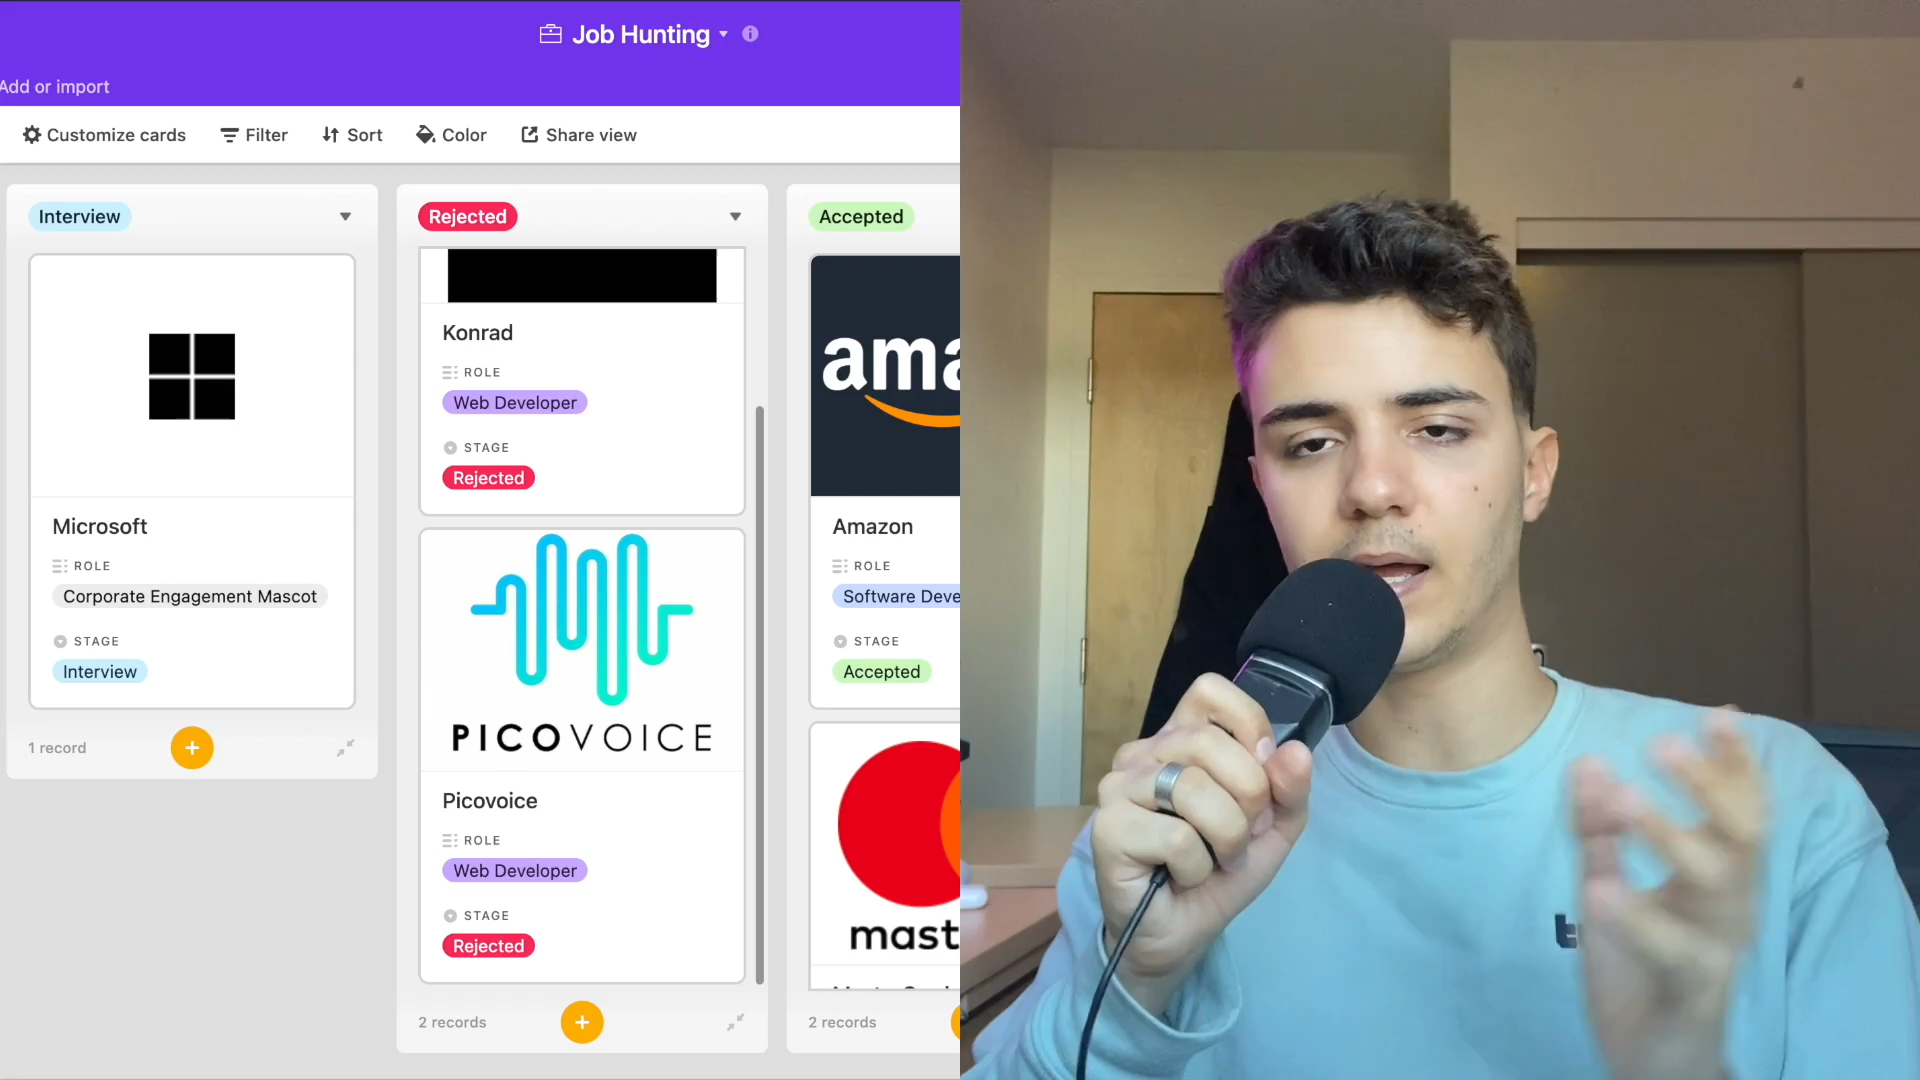 Job Hunting
Add or import
Customize cards
Filter
Sort
Color
Share view
Interview
Microsoft
ROLE
Corporate Engagement Mascot
STAGE
Interview
1 record
Rejected
Konrad
ROLE
Web Developer
STAGE
Rejected
PICOVOICE
Picovoice
ROLE
Web Developer
STAGE
Rejected
2 records
Accepted
ama
Amazon
ROLE
Software Deve
STAGE
Accepted
mast
2 records